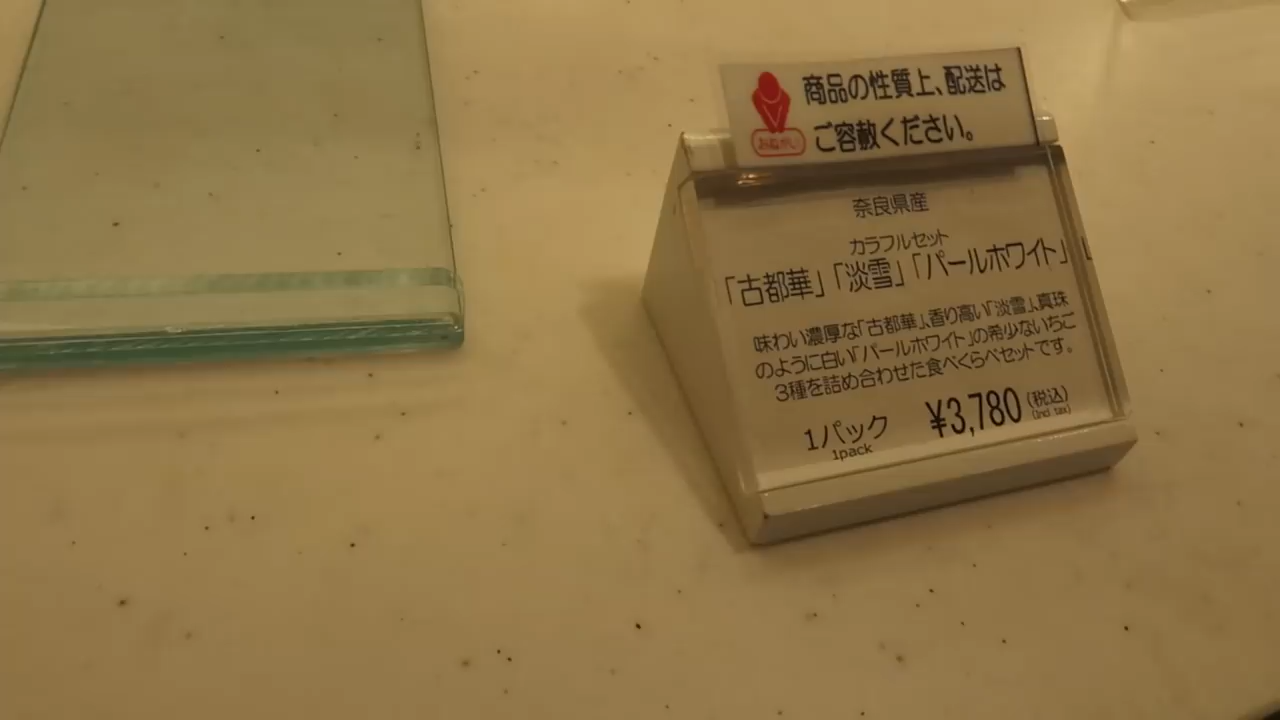 商品の性質上、配送は
おねがい
ご容赦ください。
奈良県産
カラフルセット
「古都華」「淡雪」「パールホワイト」 L
味わい濃厚な「古都華」、香り高い「淡雪」、真珠
のように白い「パールホワイト」の希少ないちご
3種を詰め合わせた食べくらべセットです。
1パック ¥3,780 (税込)
1pack (Incl. tax)